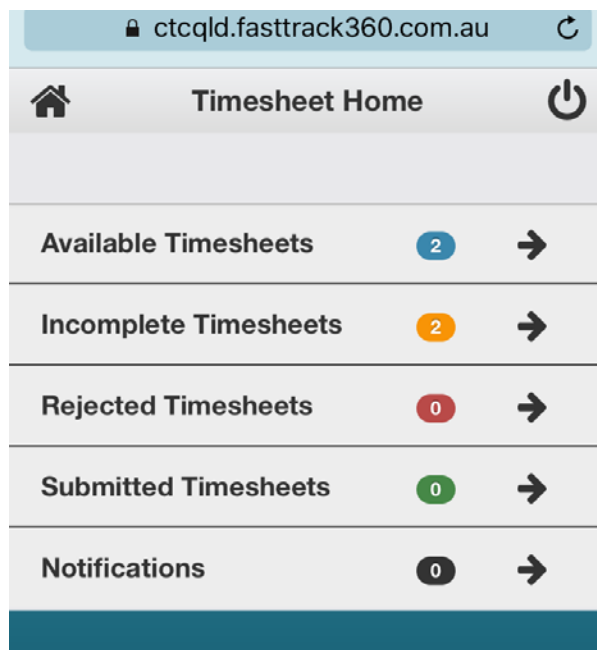 ctcqld.fasttrack360.com.au
Timesheet Home
Available Timesheets 2
Incomplete Timesheets 2
Rejected Timesheets 0
Submitted Timesheets 0
Notifications 0